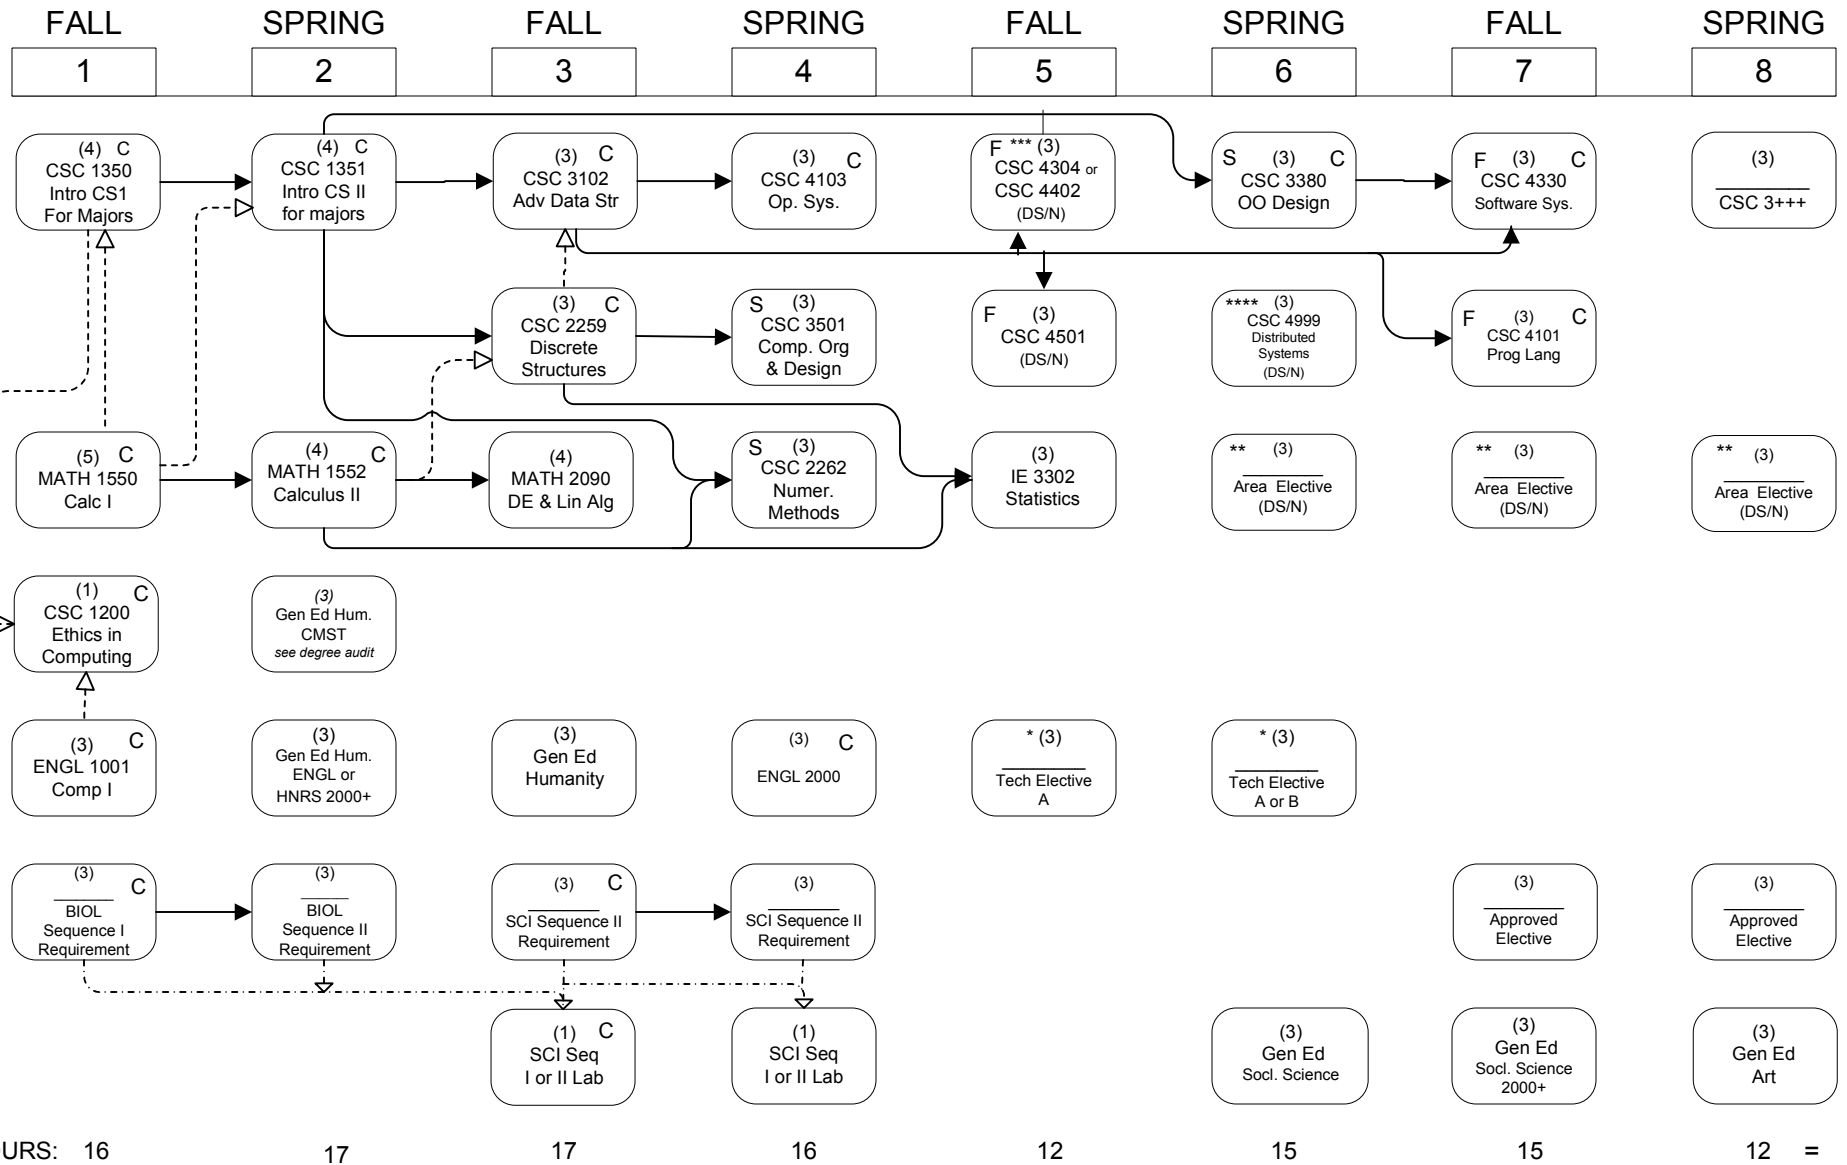 FALL SPRING FALL SPRING FALL SPRING FALL SPRING
1 2 3 4 5 6 7 8
(4) C
CSC 1350
Intro CS1
For Majors
(4) C
CSC 1351
Intro CS II
for majors
(3) C
CSC 3102
Adv Data Str
(3) C
CSC 4103
Op. Sys.
F *** (3)
CSC 4304 or
CSC 4402
(DS/N)
S (3) C
CSC 3380
OO Design
F (3) C
CSC 4330
Software Sys.
(3)
CSC 3+++
(3) C
CSC 2259
Discrete
Structures
S (3)
CSC 3501
Comp. Org
& Design
F (3)
CSC 4501
(DS/N)
**** (3)
CSC 4999
Distributed
Systems
(DS/N)
F (3) C
CSC 4101
Prog Lang
(5) C
MATH 1550
Calc I
(4) C
MATH 1552
Calculus II
(4)
MATH 2090
DE & Lin Alg
S (3)
CSC 2262
Numer.
Methods
(3)
IE 3302
Statistics
** (3)
Area Elective
(DS/N)
** (3)
Area Elective
(DS/N)
** (3)
Area Elective
(DS/N)
(1) C
CSC 1200
Ethics in
Computing
(3)
Gen Ed Hum.
CMST
see degree audit
(3) C
ENGL 1001
Comp I
(3)
Gen Ed Hum.
ENGL or
HNRS 2000+
(3)
Gen Ed
Humanity
(3) C
ENGL 2000
* (3)
Tech Elective
A
* (3)
Tech Elective
A or B
(3) C
BIOL
Sequence I
Requirement
(3)
BIOL
Sequence II
Requirement
(3) C
SCI Sequence II
Requirement
(3)
SCI Sequence II
Requirement
(3)
Approved
Elective
(3)
Approved
Elective
(1) C
SCI Seq
I or II Lab
(1)
SCI Seq
I or II Lab
(3)
Gen Ed
Socl. Science
(3)
Gen Ed
Socl. Science
2000+
(3)
Gen Ed
Art
URS: 16 17 17 16 12 15 15 12 =